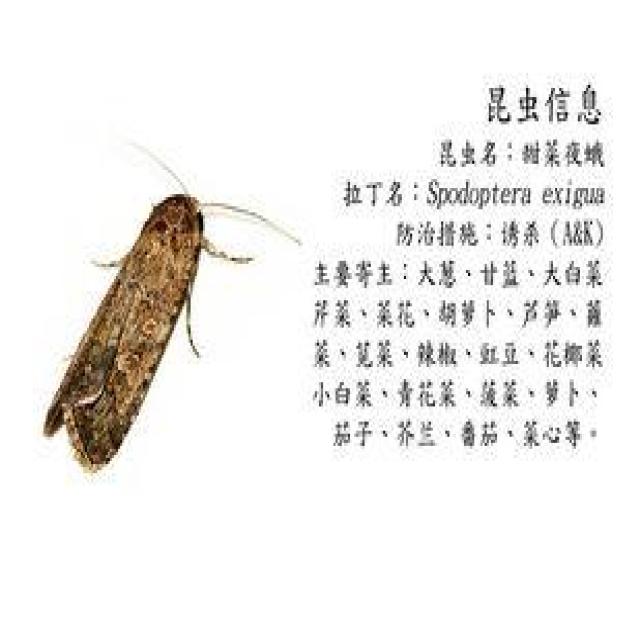 昆虫信息
昆虫名：甜菜夜蛾
拉丁名：Spodoptera exigua
防治措施：诱杀（A&K）
主要寄主：大葱、甘蓝、大白菜
芹菜、菜花、胡萝卜、芦笋、蕹
菜、苋菜、辣椒、豇豆、花椰菜
小白菜、青花菜、菠菜、萝卜、
茄子、芥兰、番茄、菜心等。